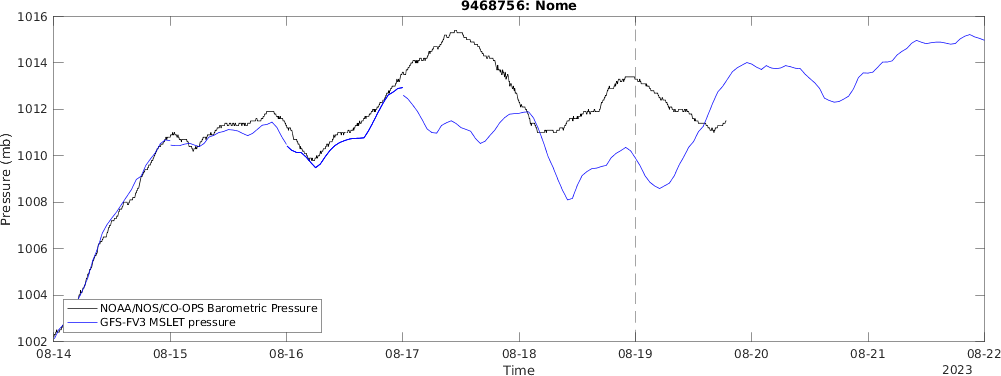 9468756: Nome
1016
1014
1012
1010
1008
1006
1004
1002
Pressure (mb)
NOAA/NOS/CO-OPS Barometric Pressure
GFS-FV3 MSLET pressure
08-14 08-15 08-16 08-17 08-18 08-19 08-20 08-21 08-22
Time
2023